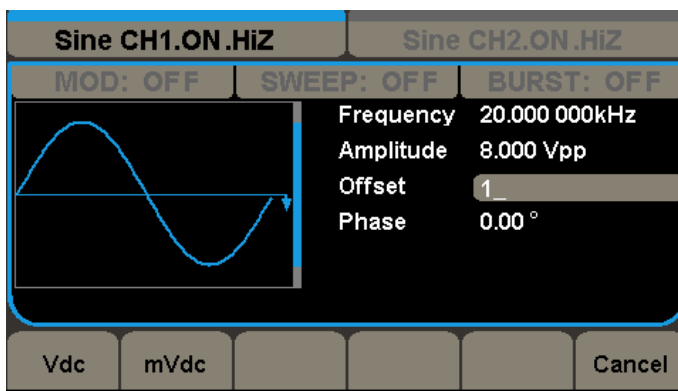 Sine CH1.ON.HiZ
Sine CH2.ON.HiZ
MOD: OFF
SWEEP: OFF
BURST: OFF
Frequency 20.000 000kHz
Amplitude 8.000 Vpp
Offset 1_
Phase 0.00 °
Vdc mVdc Cancel